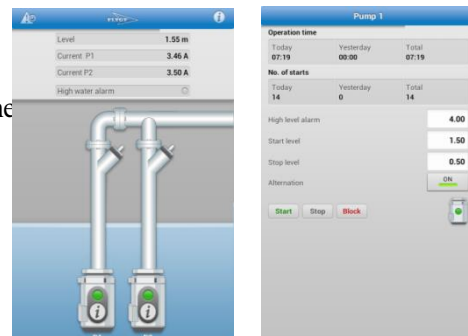 FLYGT
Level 1.55 m
Current P1 3.46 A
Current P2 3.50 A
High water alarm
Pump 1
Operation time
Today Yesterday Total
07:19 00:00 07:19
No. of starts
Today Yesterday Total
14 0 14
High level alarm 4.00
Start level 1.50
Stop level 0.50
Alternation ON
Start Stop Block